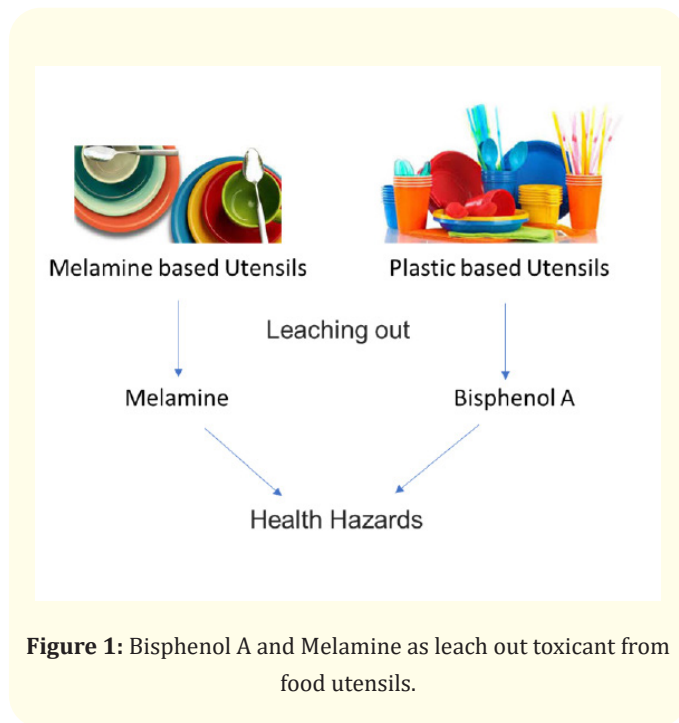 Melamine based Utensils Plastic based Utensils
Leaching out
Melamine Bisphenol A
Health Hazards
Figure 1: Bisphenol A and Melamine as leach out toxicant from
food utensils.